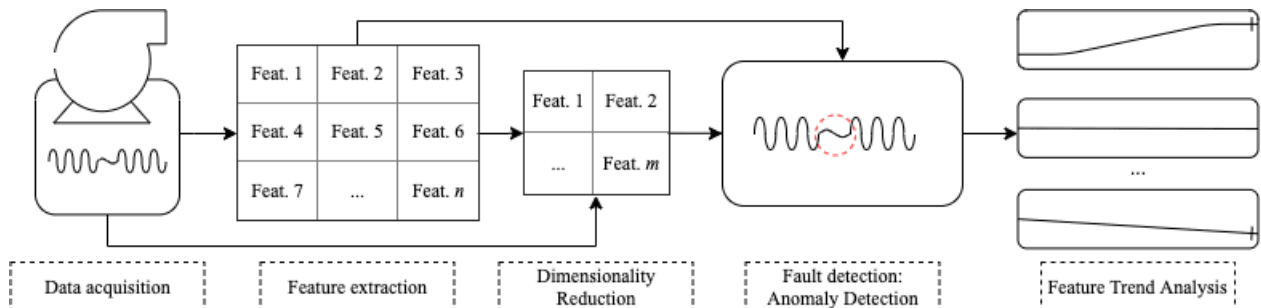 Feat. 1 Feat. 2 Feat. 3
Feat. 4 Feat. 5 Feat. 6
Feat. 7 ... Feat. n
Feat. 1 Feat. 2
... Feat. m
...
Data acquisition
Feature extraction
Dimensionality
Reduction
Fault detection:
Anomaly Detection
Feature Trend Analysis